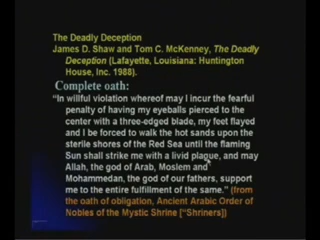 The Deadly Deception
James D. Shaw and Tom C. McKenney, The Deadly
Deception (Lafayette, Louisiana: Huntington
House, Inc. 1988).
Complete oath:
"In willful violation whereof may I incur the fearful
penalty of having my eyeballs pierced to the
center with a three-edged blade, my feet flayed
and I be forced to walk the hot sands upon the
sterile shores of the Red Sea until the flaming
Sun shall strike me with a livid plague, and may
Allah, the god of Arab, Moslem and
Mohammedan, the god of our fathers, support
me to the entire fulfillment of the same." (from
the oath of obligation, Ancient Arabic Order of
Nobles of the Mystic Shrine ["Shriners])